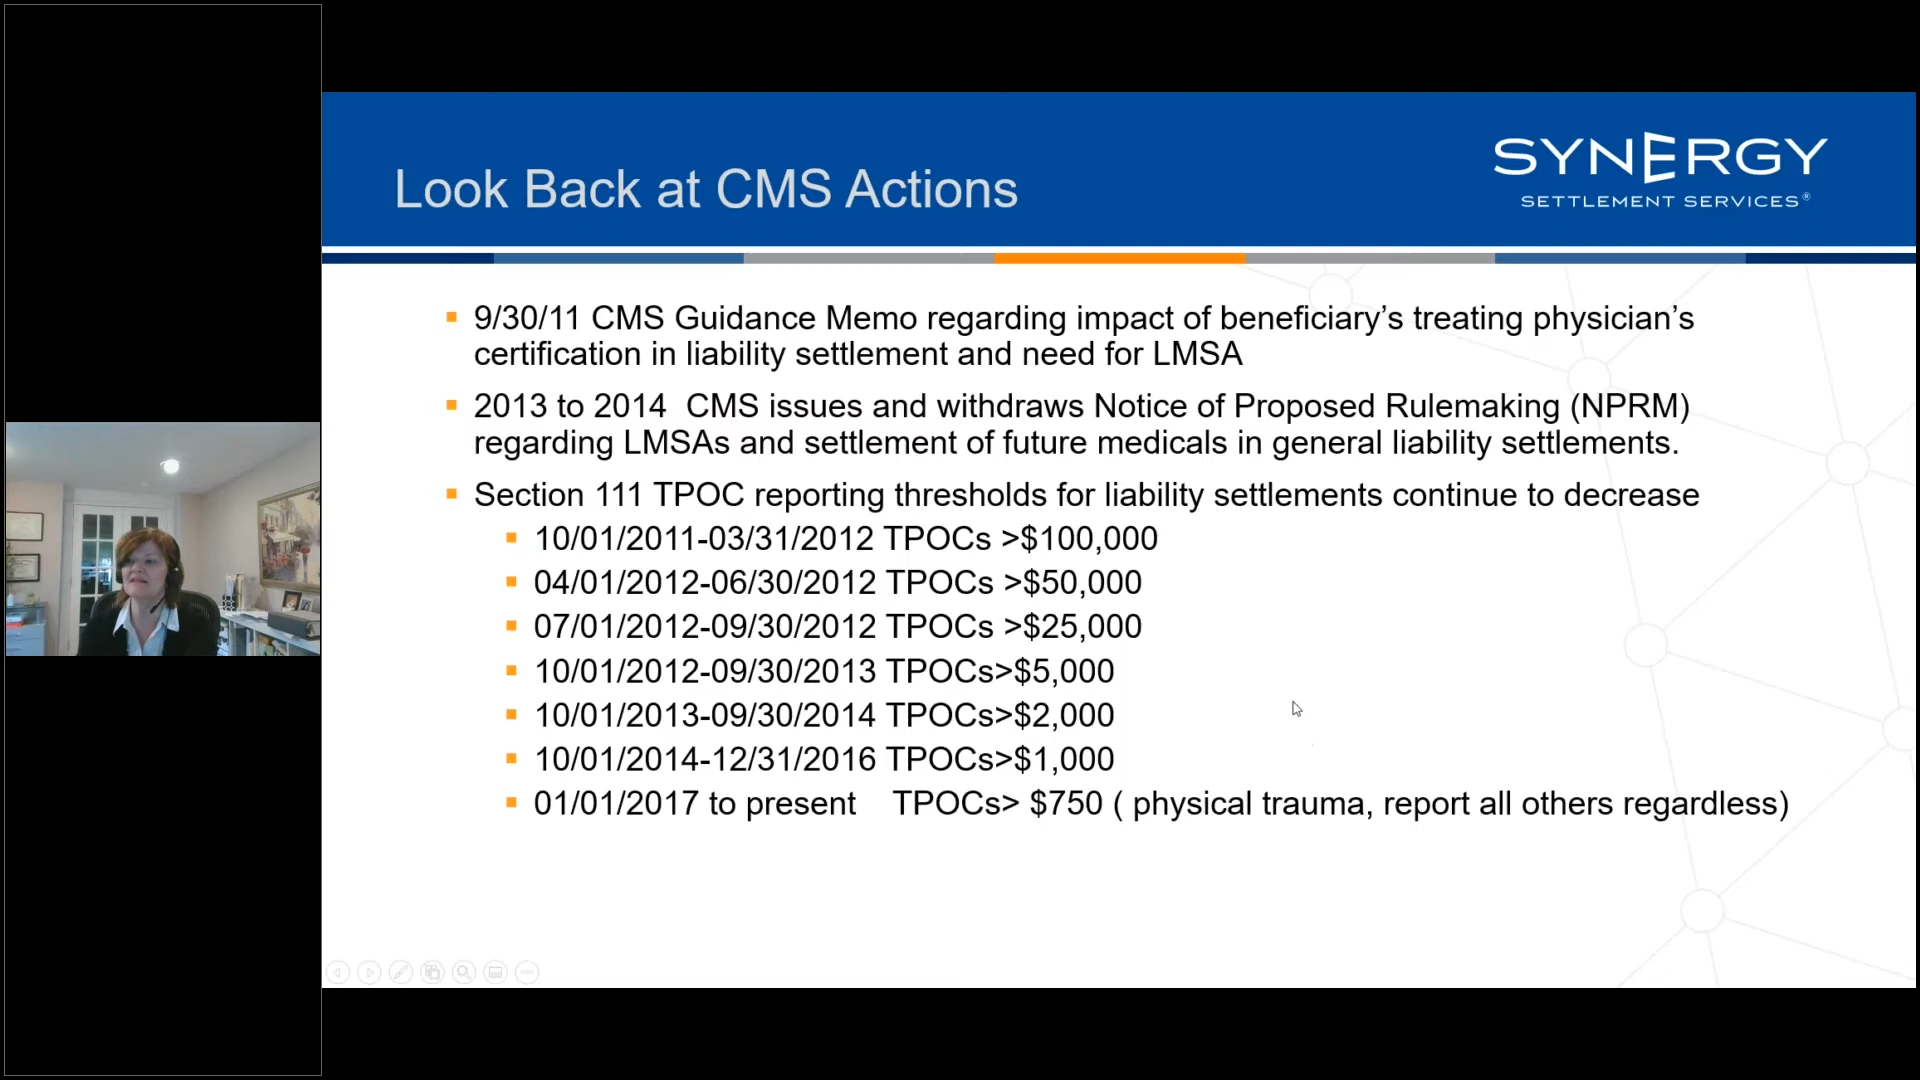 SYNERGY
SETTLEMENT SERVICES®
Look Back at CMS Actions
9/30/11 CMS Guidance Memo regarding impact of beneficiary’s treating physician’s
certification in liability settlement and need for LMSA
2013 to 2014  CMS issues and withdraws Notice of Proposed Rulemaking (NPRM)
regarding LMSAs and settlement of future medicals in general liability settlements.
Section 111 TPOC reporting thresholds for liability settlements continue to decrease
10/01/2011-03/31/2012 TPOCs >$100,000
04/01/2012-06/30/2012 TPOCs >$50,000
07/01/2012-09/30/2012 TPOCs >$25,000
10/01/2012-09/30/2013 TPOCs>$5,000
10/01/2013-09/30/2014 TPOCs>$2,000
10/01/2014-12/31/2016 TPOCs>$1,000
01/01/2017 to present    TPOCs> $750 ( physical trauma, report all others regardless)